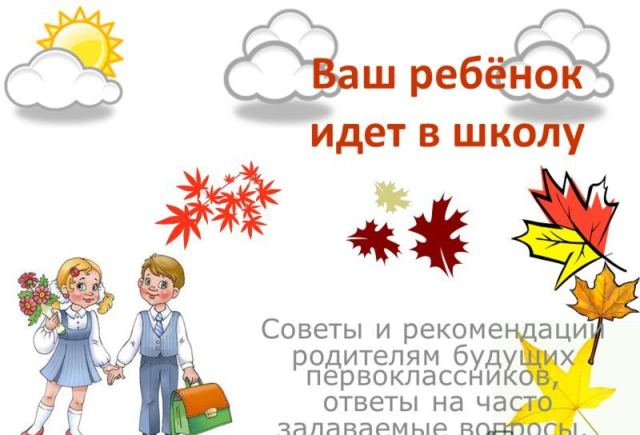 Ваш ребёнок
идет в школу
Советы и рекомендации
родителям будущих
первоклассников,
ответы на часто
задаваемые вопросы.